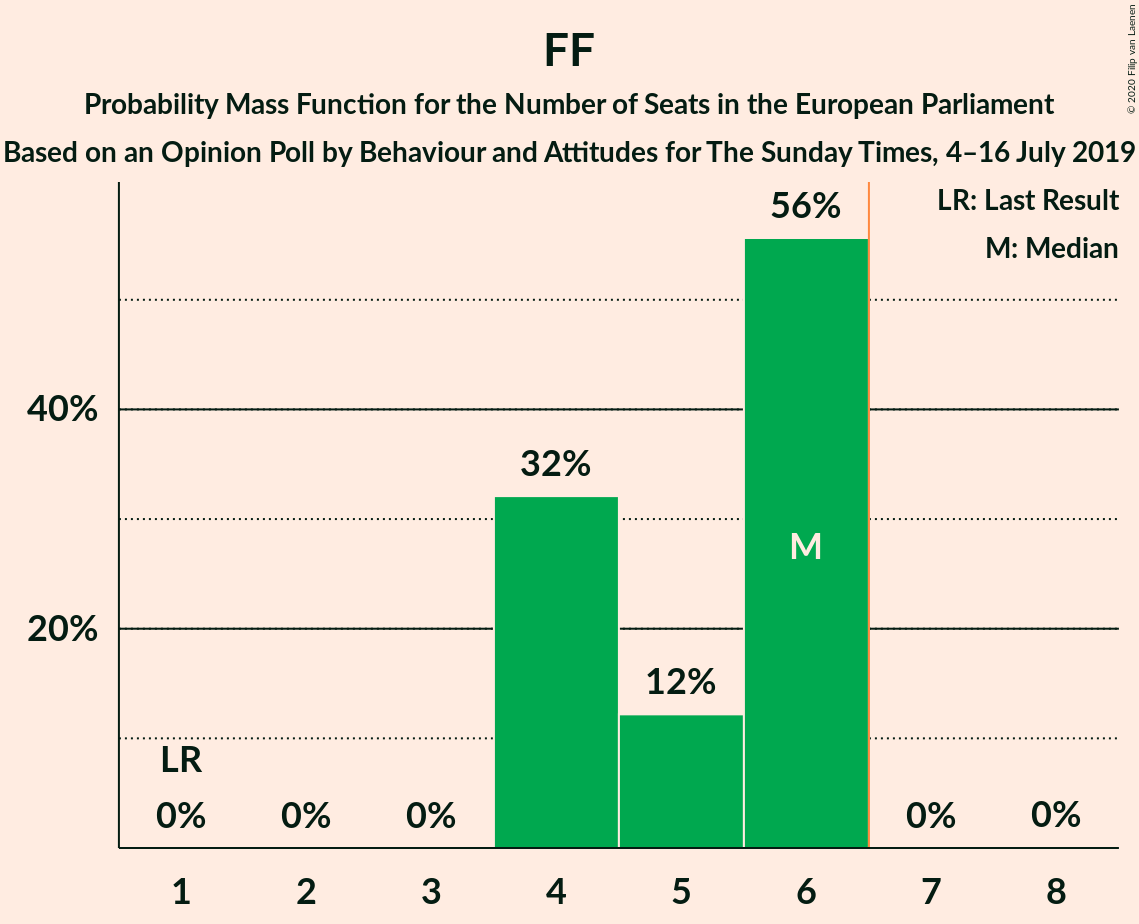 FF
Probability Mass Function for the Number of Seats in the European Parliament
Based on an Opinion Poll by Behaviour and Attitudes for The Sunday Times, 4–16 July 2019
© 2020 Filip van Laenen
LR: Last Result
M: Median
56%
40%
32%
M
20%
12%
LR
0% 0% 0% 0% 0%
1 2 3 4 5 6 7 8